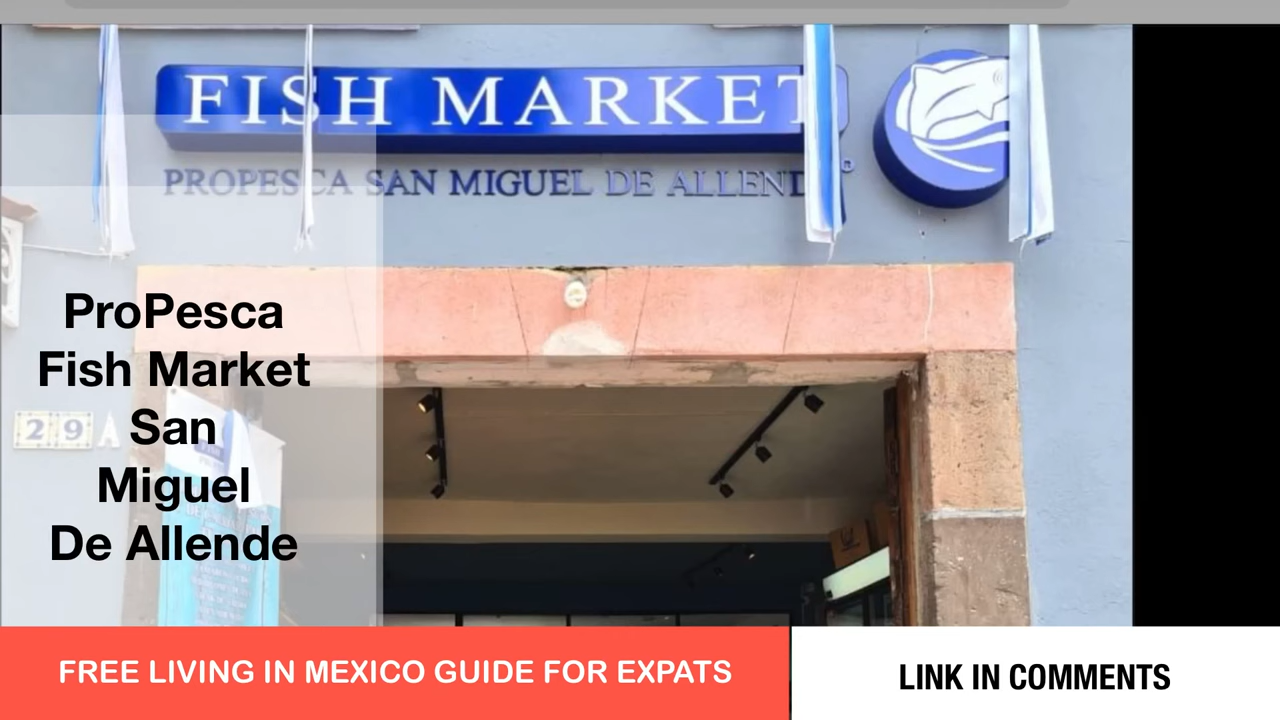 FISH MARKET
PROPESCA SAN MIGUEL DE ALLENDE
ProPesca
Fish Market
San
Miguel
De Allende
29A
FREE LIVING IN MEXICO GUIDE FOR EXPATS
LINK IN COMMENTS